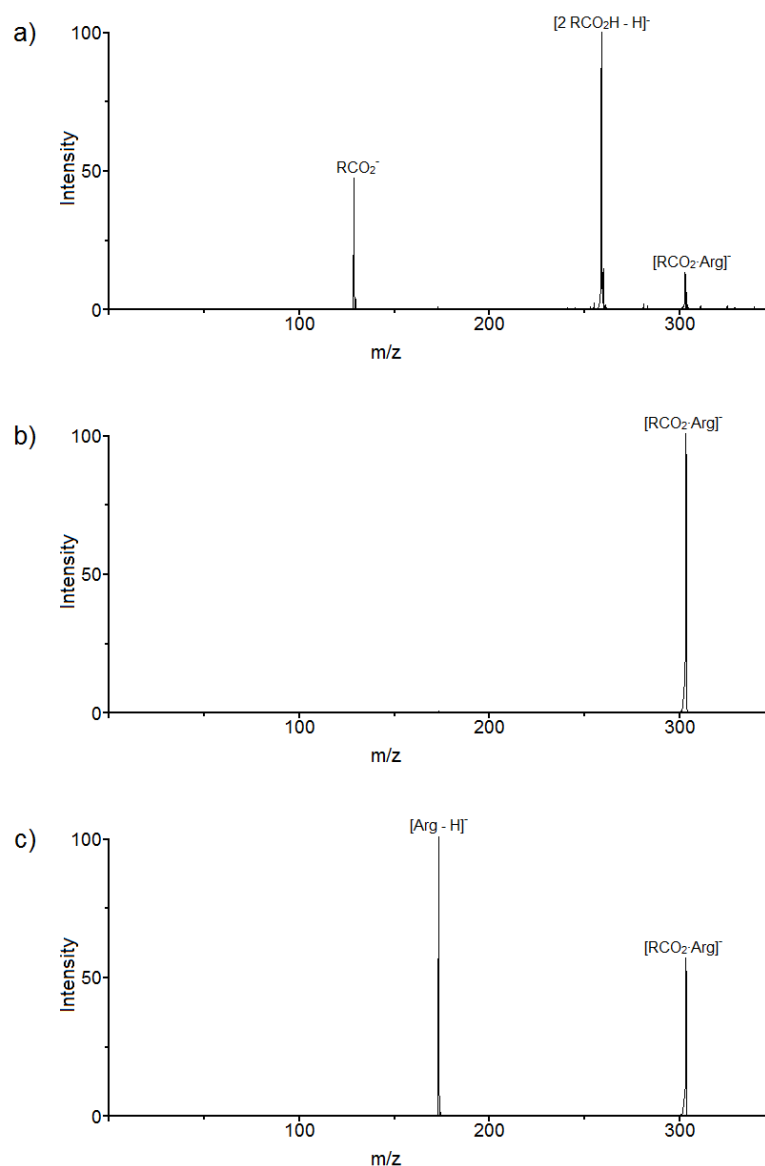 a)
[2 RCO₂H - H]⁻
100
RCO₂⁻
50
[RCO₂·Arg]⁻
0
Intensity
100 200 300
m/z
b)
[RCO₂·Arg]⁻
100
50
0
Intensity
100 200 300
m/z
c)
[Arg - H]⁻
100
[RCO₂·Arg]⁻
50
0
Intensity
100 200 300
m/z